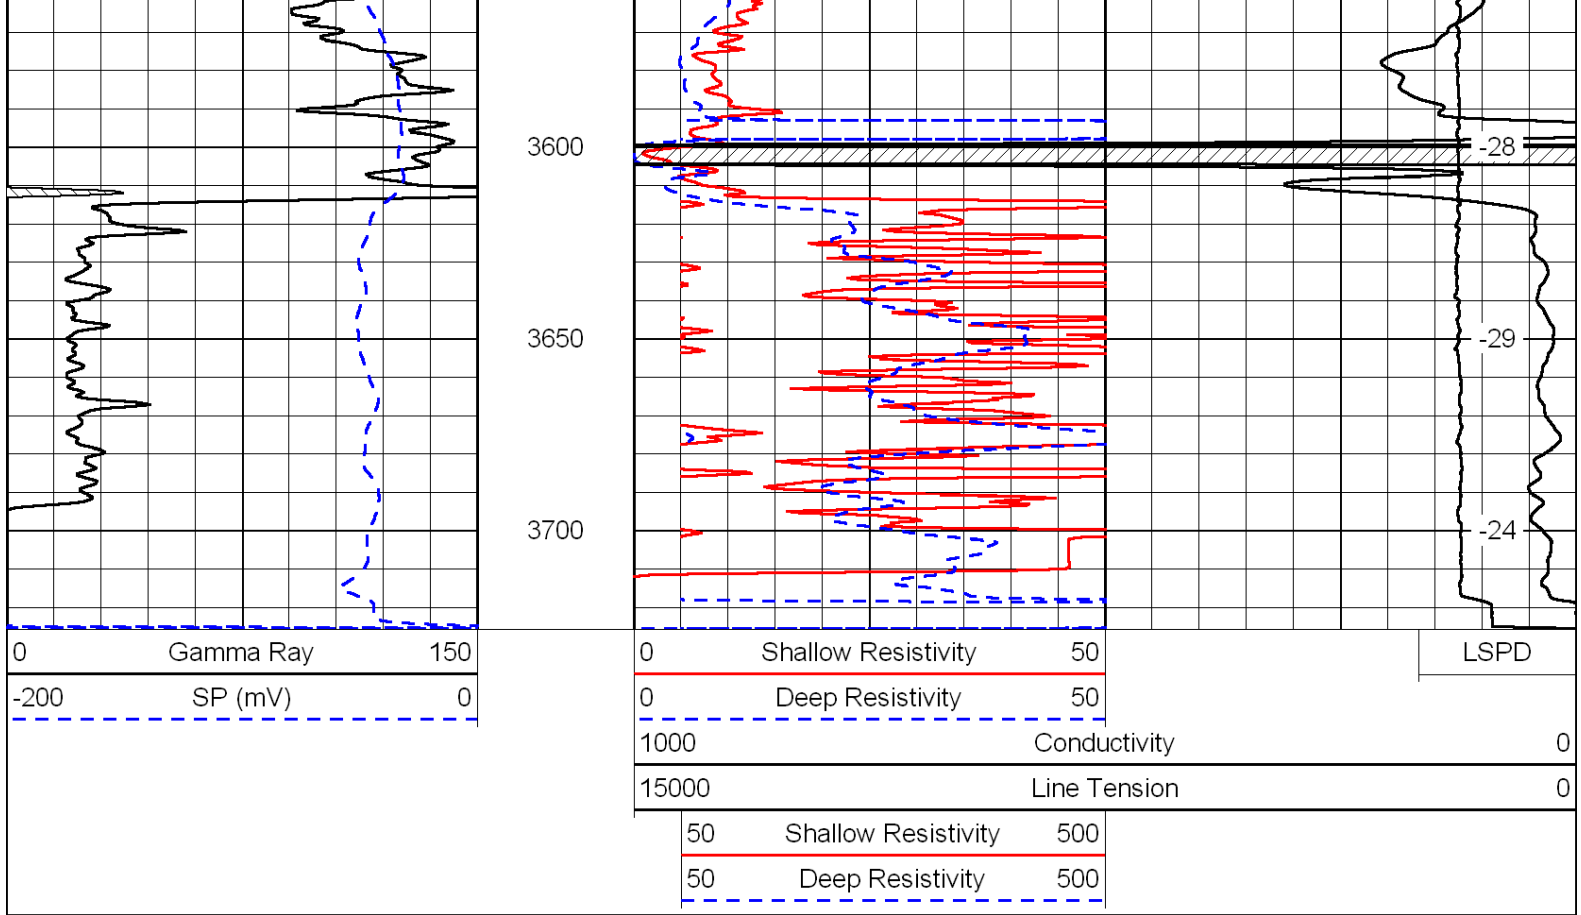 3600
-28
3650
-29
3700
-24
0 Gamma Ray 150
0 Shallow Resistivity 50
LSPD
-200 SP (mV) 0
0 Deep Resistivity 50
1000 Conductivity 0
15000 Line Tension 0
50 Shallow Resistivity 500
50 Deep Resistivity 500